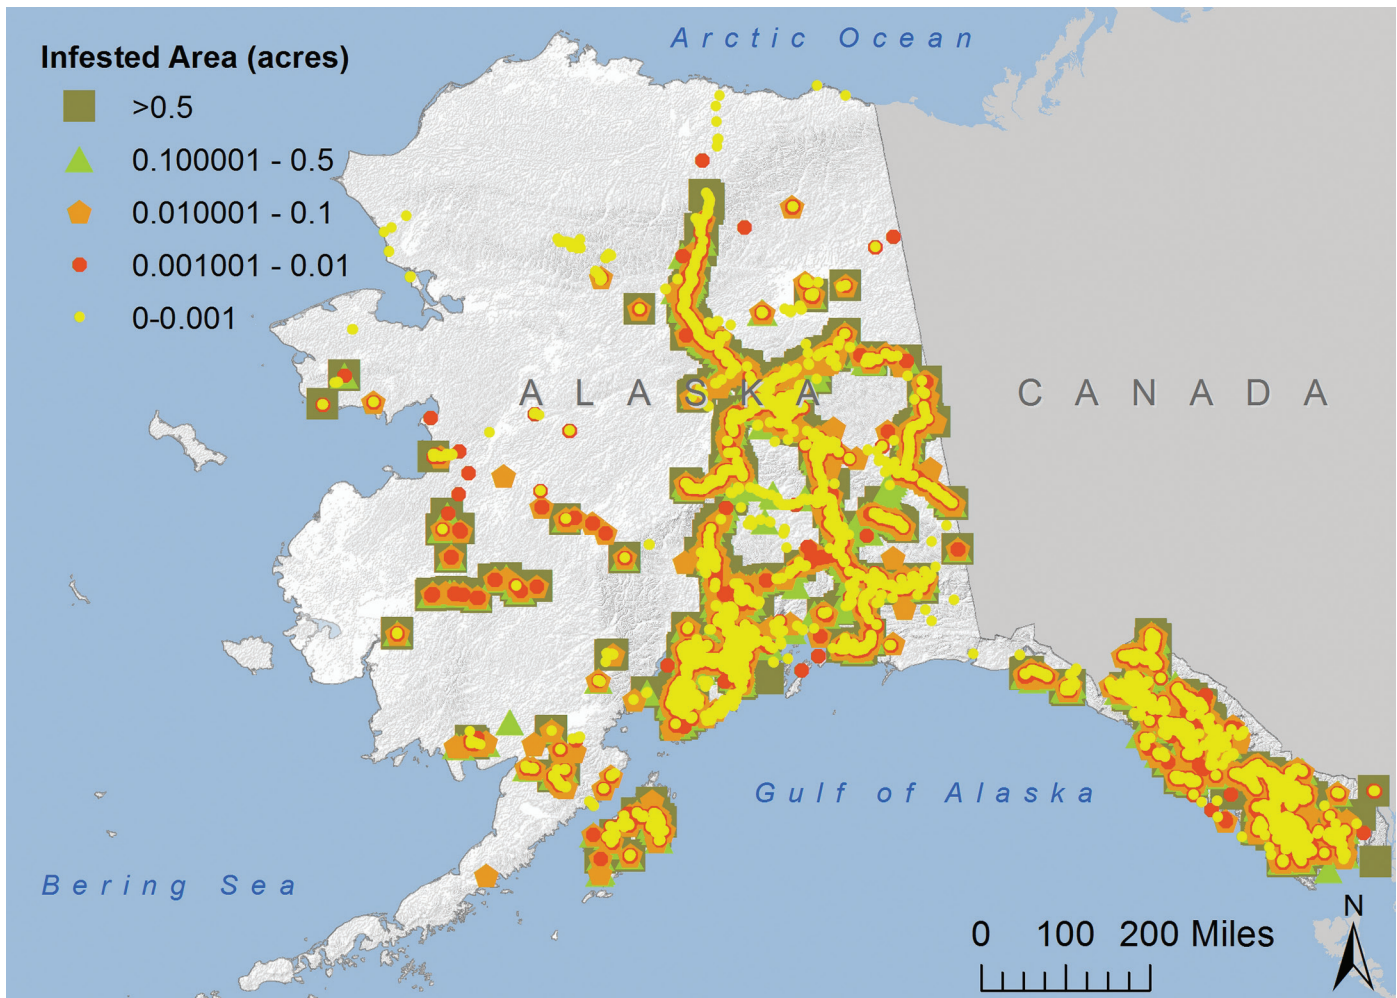 Arctic Ocean
Infested Area (acres)
>0.5
0.100001 - 0.5
0.010001 - 0.1
0.001001 - 0.01
0-0.001
ALASKA
CANADA
Gulf of Alaska
Bering Sea
N
0 100 200 Miles